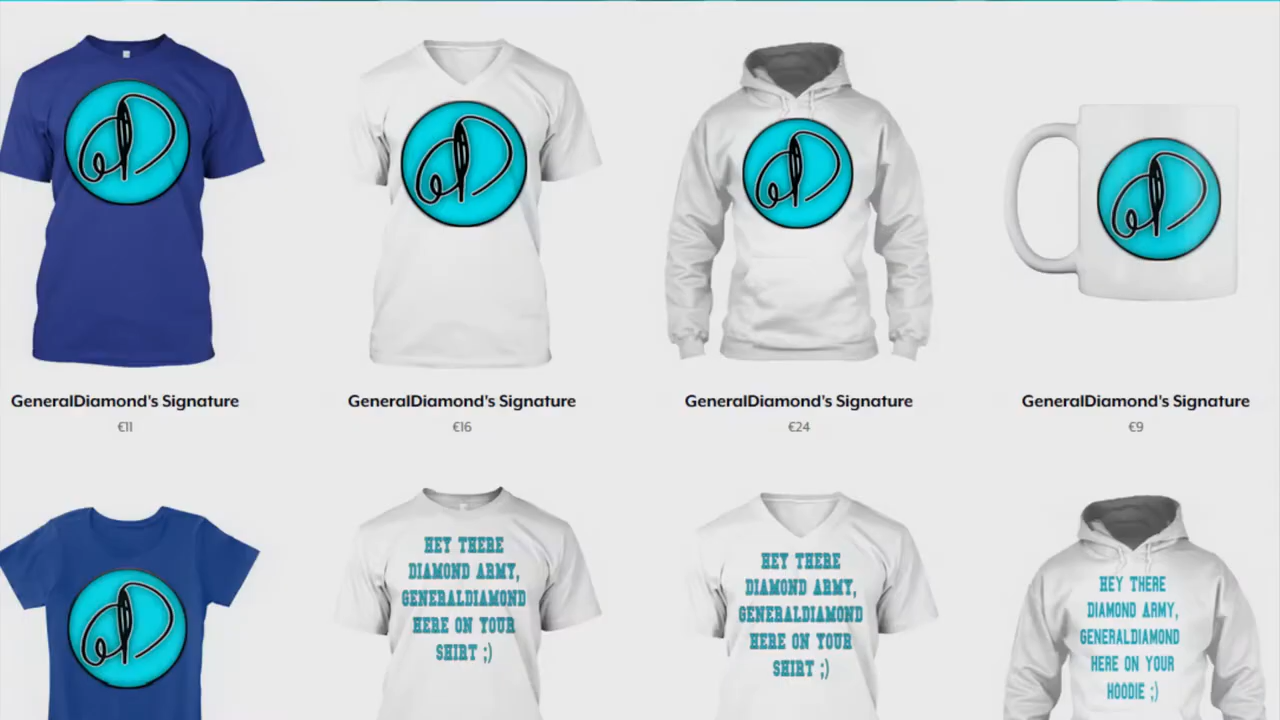 GeneralDiamond's Signature
€11
GeneralDiamond's Signature
€16
GeneralDiamond's Signature
€24
GeneralDiamond's Signature
€9
HEY THERE
DIAMOND ARMY,
GENERALDIAMOND
HERE ON YOUR
SHIRT ;)
HEY THERE
DIAMOND ARMY,
GENERALDIAMOND
HERE ON YOUR
SHIRT ;)
HEY THERE
DIAMOND ARMY,
GENERALDIAMOND
HERE ON YOUR
HOODIE ;)